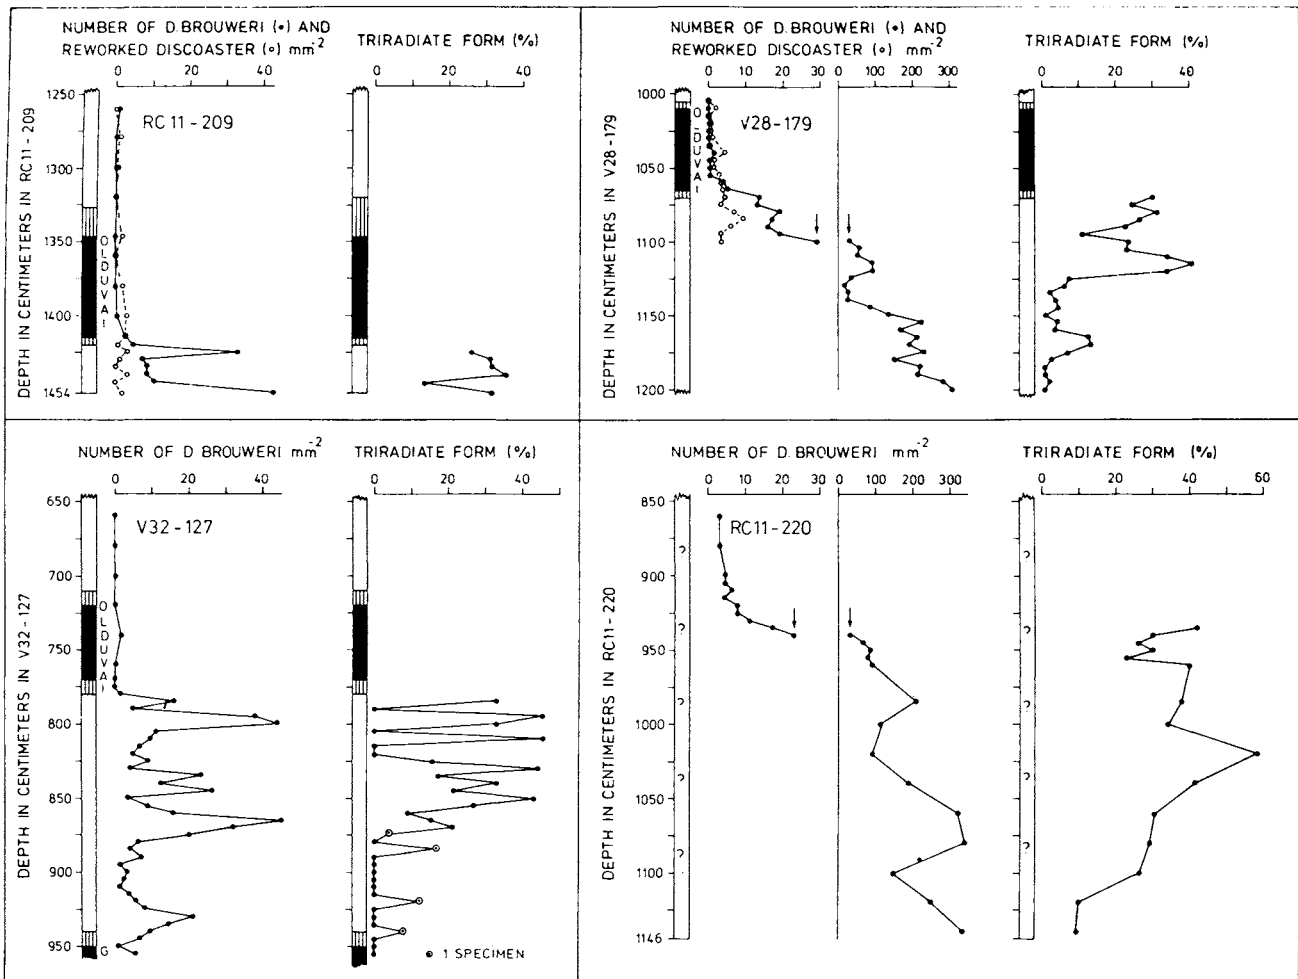 NUMBER OF D. BROUWERI (•) AND
REWORKED DISCOASTER (○) mm-2
TRIRADIATE FORM (%)
0 20 40
0 20 40
DEPTH IN CENTIMETERS IN RC11-209
1250
1300
1350
1400
1454
OLDUVAI
RC11-209
NUMBER OF D. BROUWERI (•) AND
REWORKED DISCOASTER (○) mm-2
TRIRADIATE FORM (%)
0 10 20 30 0 100 200 300
0 20 40
DEPTH IN CENTIMETERS IN V28-179
1000
1050
1100
1150
1200
OLDUVAI
V28-179
NUMBER OF D. BROUWERI mm-2
TRIRADIATE FORM (%)
0 20 40
0 20 40
DEPTH IN CENTIMETERS IN V32-127
650
700
750
800
850
900
950
OLDUVAI
G
V32-127
⊙ 1 SPECIMEN
NUMBER OF D. BROUWERI mm-2
TRIRADIATE FORM (%)
0 10 20 30 0 100 200 300
0 20 40 60
DEPTH IN CENTIMETERS IN RC11-220
850
900
950
1000
1050
1100
1146
? ? ? ? ?
RC11-220
? ? ? ? ?